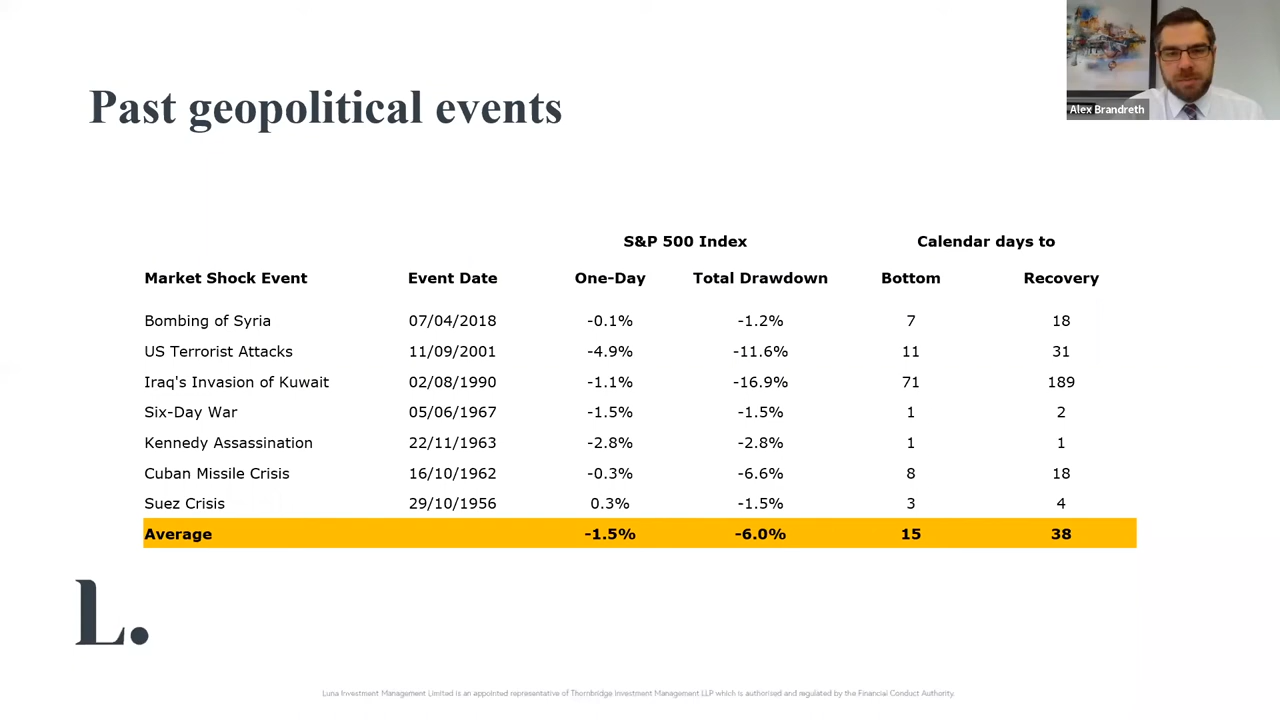 Alex Brandreth
Past geopolitical events
S&P 500 Index Calendar days to
Market Shock Event Event Date One-Day Total Drawdown Bottom Recovery
Bombing of Syria 07/04/2018 -0.1% -1.2% 7 18
US Terrorist Attacks 11/09/2001 -4.9% -11.6% 11 31
Iraq's Invasion of Kuwait 02/08/1990 -1.1% -16.9% 71 189
Six-Day War 05/06/1967 -1.5% -1.5% 1 2
Kennedy Assassination 22/11/1963 -2.8% -2.8% 1 1
Cuban Missile Crisis 16/10/1962 -0.3% -6.6% 8 18
Suez Crisis 29/10/1956 0.3% -1.5% 3 4
Average -1.5% -6.0% 15 38
L.
Luna Investment Management Limited is an appointed representative of Thornbridge Investment Management LLP which is authorised and regulated by the Financial Conduct Authority.